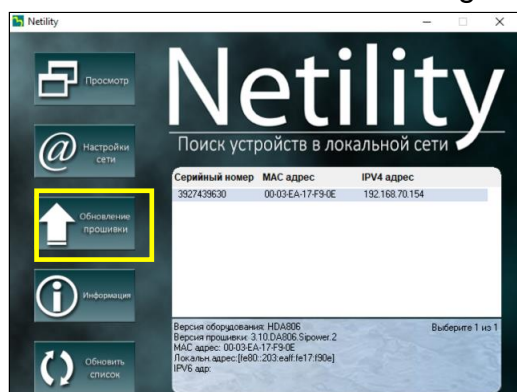 Netility
Просмотр
Настройки
сети
Обновление
прошивки
Информация
Обновить
список
Netility
Поиск устройств в локальной сети
Серийный номер MAC адрес IPV4 адрес
3927439630 00-03-EA-17-F9-0E 192.168.70.154
Версия оборудования: HDA806
Версия прошивки: 3.10.DA806.Sipower.2
MAC адрес: 00-03-EA-17-F9-0E
Локальн.адрес:[fe80::203:eaff:fe17:f90e]
IPV6 адр:
Выберите 1 из 1